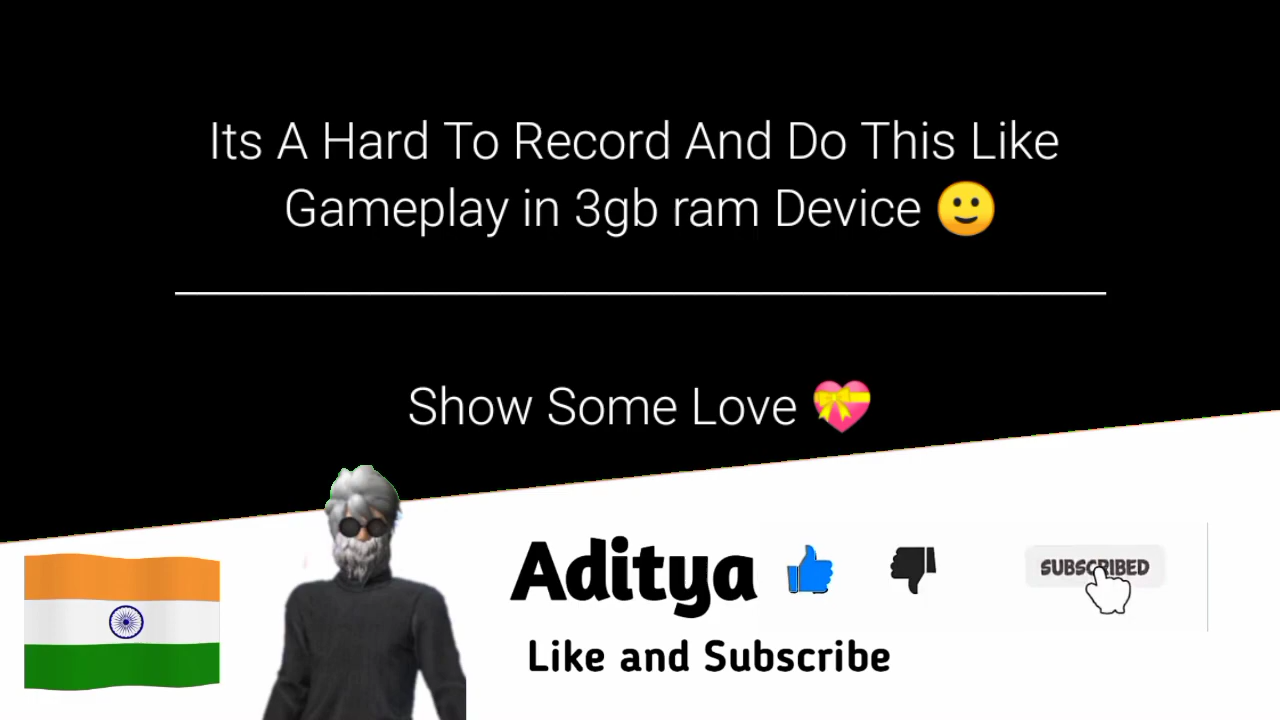 Its A Hard To Record And Do This Like
Gameplay in 3gb ram Device 🙂
Show Some Love 💝
Aditya
SUBSCRIBED
Like and Subscribe